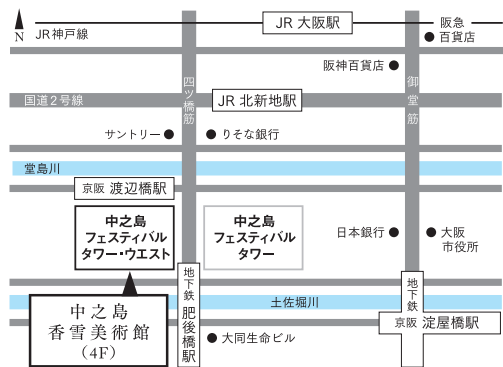 JR 大阪駅
阪急
百貨店
N
JR神戸線
阪神百貨店
四ツ橋筋
御堂筋
国道2号線
JR 北新地駅
サントリー
りそな銀行
堂島川
京阪 渡辺橋駅
中之島
フェスティバル
タワー・ウエスト
中之島
フェスティバル
タワー
日本銀行
大阪
市役所
地下鉄 肥後橋駅
地下鉄
土佐堀川
京阪 淀屋橋駅
中之島
香雪美術館
(4F)
大同生命ビル